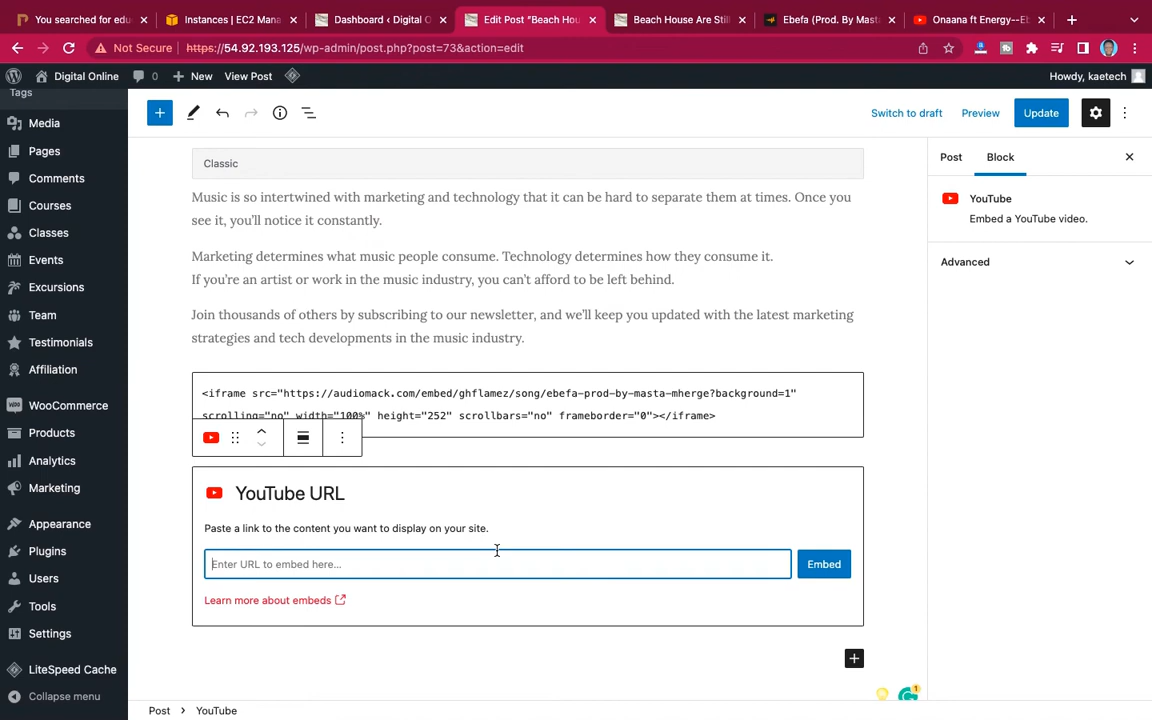 You searched for edu
Instances | EC2 Mana
Dashboard ‹ Digital O
Edit Post "Beach Hou
Beach House Are Still
Ebefa (Prod. By Masta
Onaana ft Energy--Eb
Not Secure
https://54.92.193.125/wp-admin/post.php?post=73&action=edit
Digital Online
0
New
View Post
Howdy, kaetech
Tags
Media
Pages
Comments
Courses
Classes
Events
Excursions
Team
Testimonials
Affiliation
WooCommerce
Products
Analytics
Marketing
Appearance
Plugins
Users
Tools
Settings
LiteSpeed Cache
Collapse menu
Switch to draft
Preview
Update
Classic
Music is so intertwined with marketing and technology that it can be hard to separate them at times. Once you
see it, you'll notice it constantly.
Marketing determines what music people consume. Technology determines how they consume it.
If you're an artist or work in the music industry, you can't afford to be left behind.
Join thousands of others by subscribing to our newsletter, and we'll keep you updated with the latest marketing
strategies and tech developments in the music industry.
<iframe src="https://audiomack.com/embed/ghflamez/song/ebefa-prod-by-masta-mherge?background=1"
scrolling="no" width="100%" height="252" scrollbars="no" frameborder="0"></iframe>
YouTube URL
Paste a link to the content you want to display on your site.
Enter URL to embed here...
Embed
Learn more about embeds
Post
Block
YouTube
Embed a YouTube video.
Advanced
1
Post
YouTube